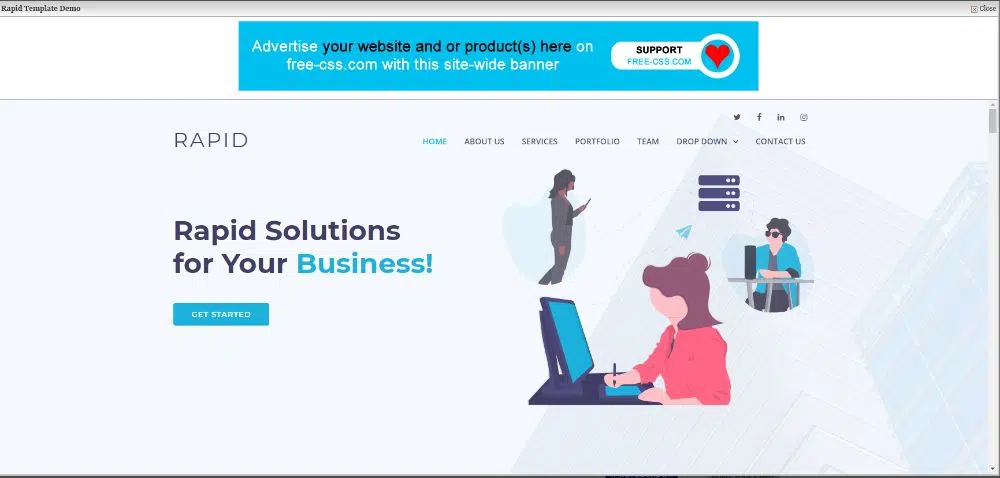 Rapid Template Demo
Close
Advertise your website and or product(s) here on
free-css.com with this site-wide banner
SUPPORT
FREE-CSS.COM
RAPID
HOME ABOUT US SERVICES PORTFOLIO TEAM DROP DOWN CONTACT US
Rapid Solutions
for Your Business!
GET STARTED